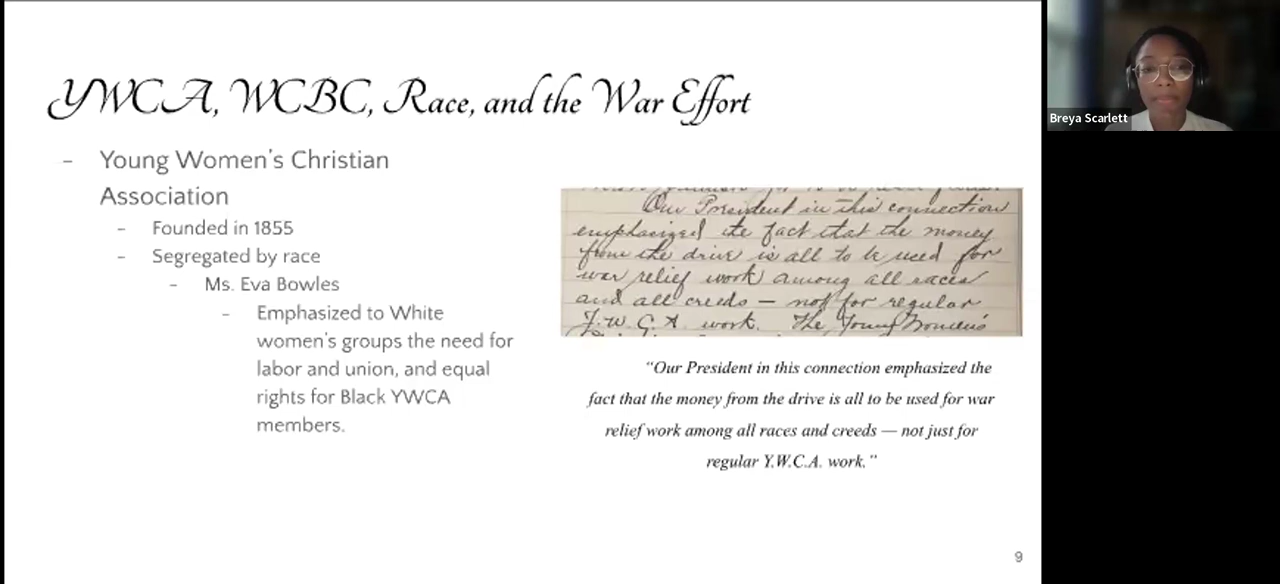 YWCA, WCBC, Race, and the War Effort
- Young Women's Christian
Association
- Founded in 1855
- Segregated by race
- Ms. Eva Bowles
- Emphasized to White
women's groups the need for
labor and union, and equal
rights for Black YWCA
members.
Our President in this connection
emphasized the fact that the money
from the drive is all to be used for
war relief work among all races
and all creeds — not for regular
Y.W.C.A. work. The Young Women's
"Our President in this connection emphasized the
fact that the money from the drive is all to be used for war
relief work among all races and creeds — not just for
regular Y.W.C.A. work."
9
Breya Scarlett